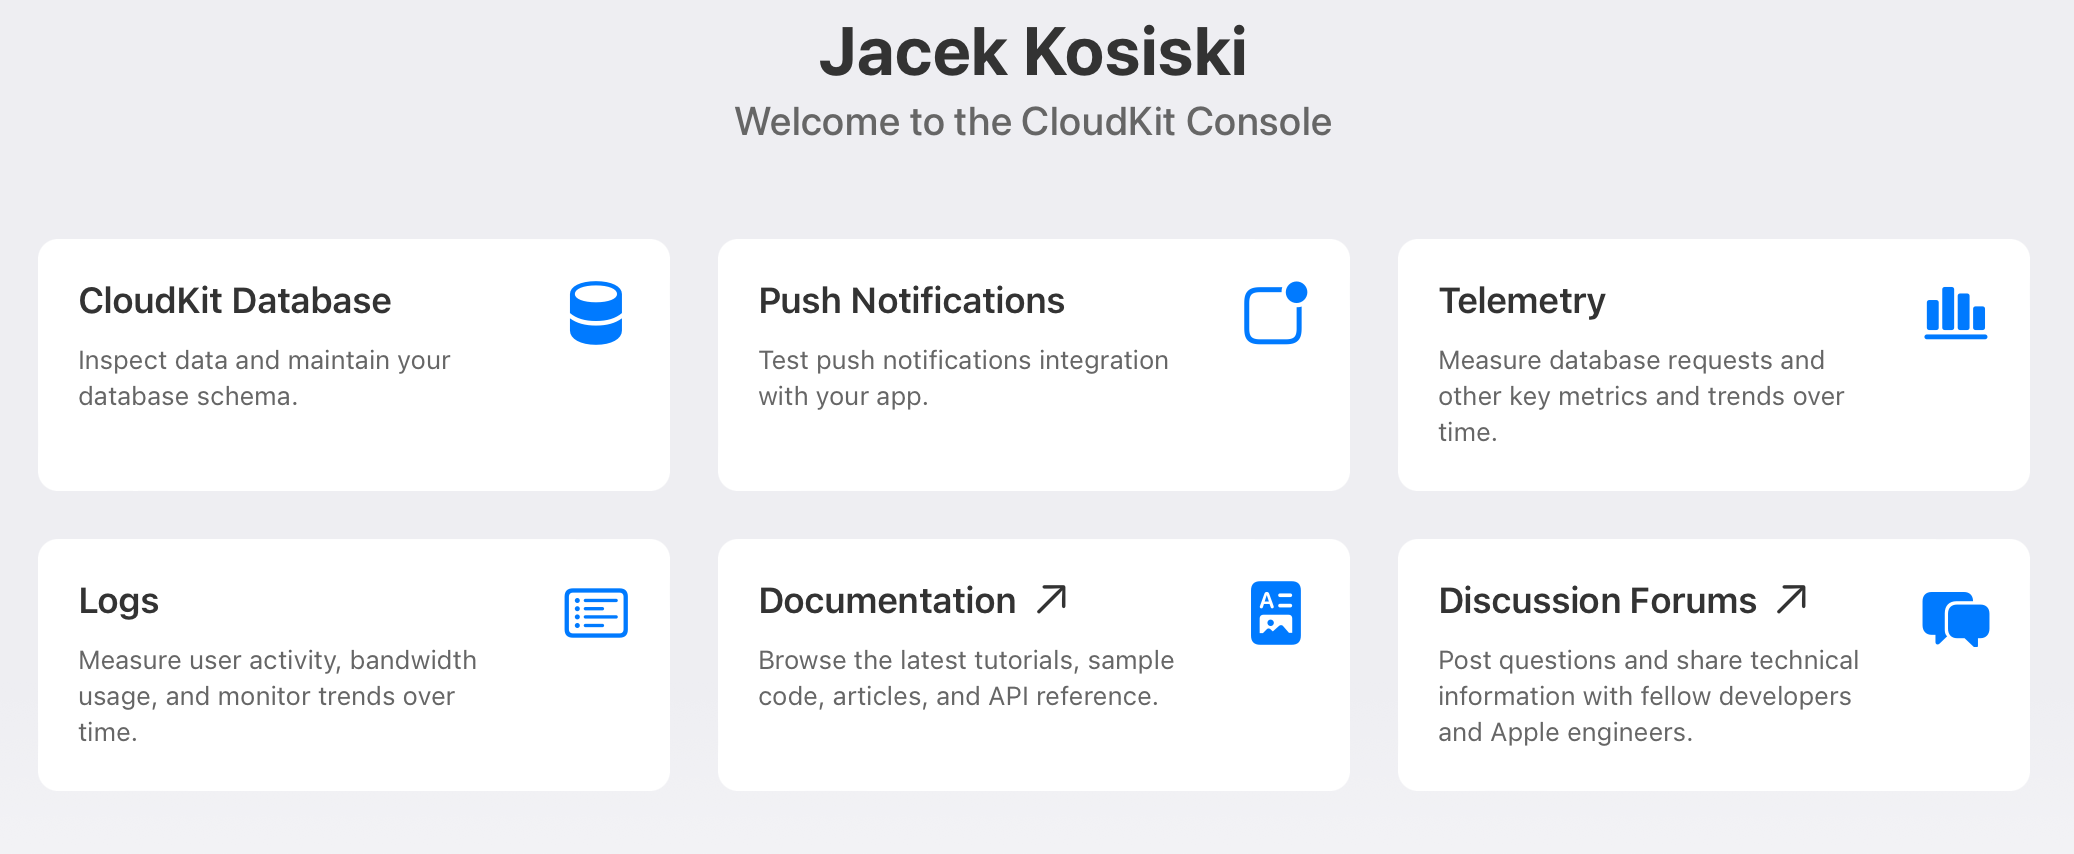 Jacek Kosiski
Welcome to the CloudKit Console
CloudKit Database
Inspect data and maintain your
database schema.
Push Notifications
Test push notifications integration
with your app.
Telemetry
Measure database requests and
other key metrics and trends over
time.
Logs
Measure user activity, bandwidth
usage, and monitor trends over
time.
Documentation
Browse the latest tutorials, sample
code, articles, and API reference.
Discussion Forums
Post questions and share technical
information with fellow developers
and Apple engineers.